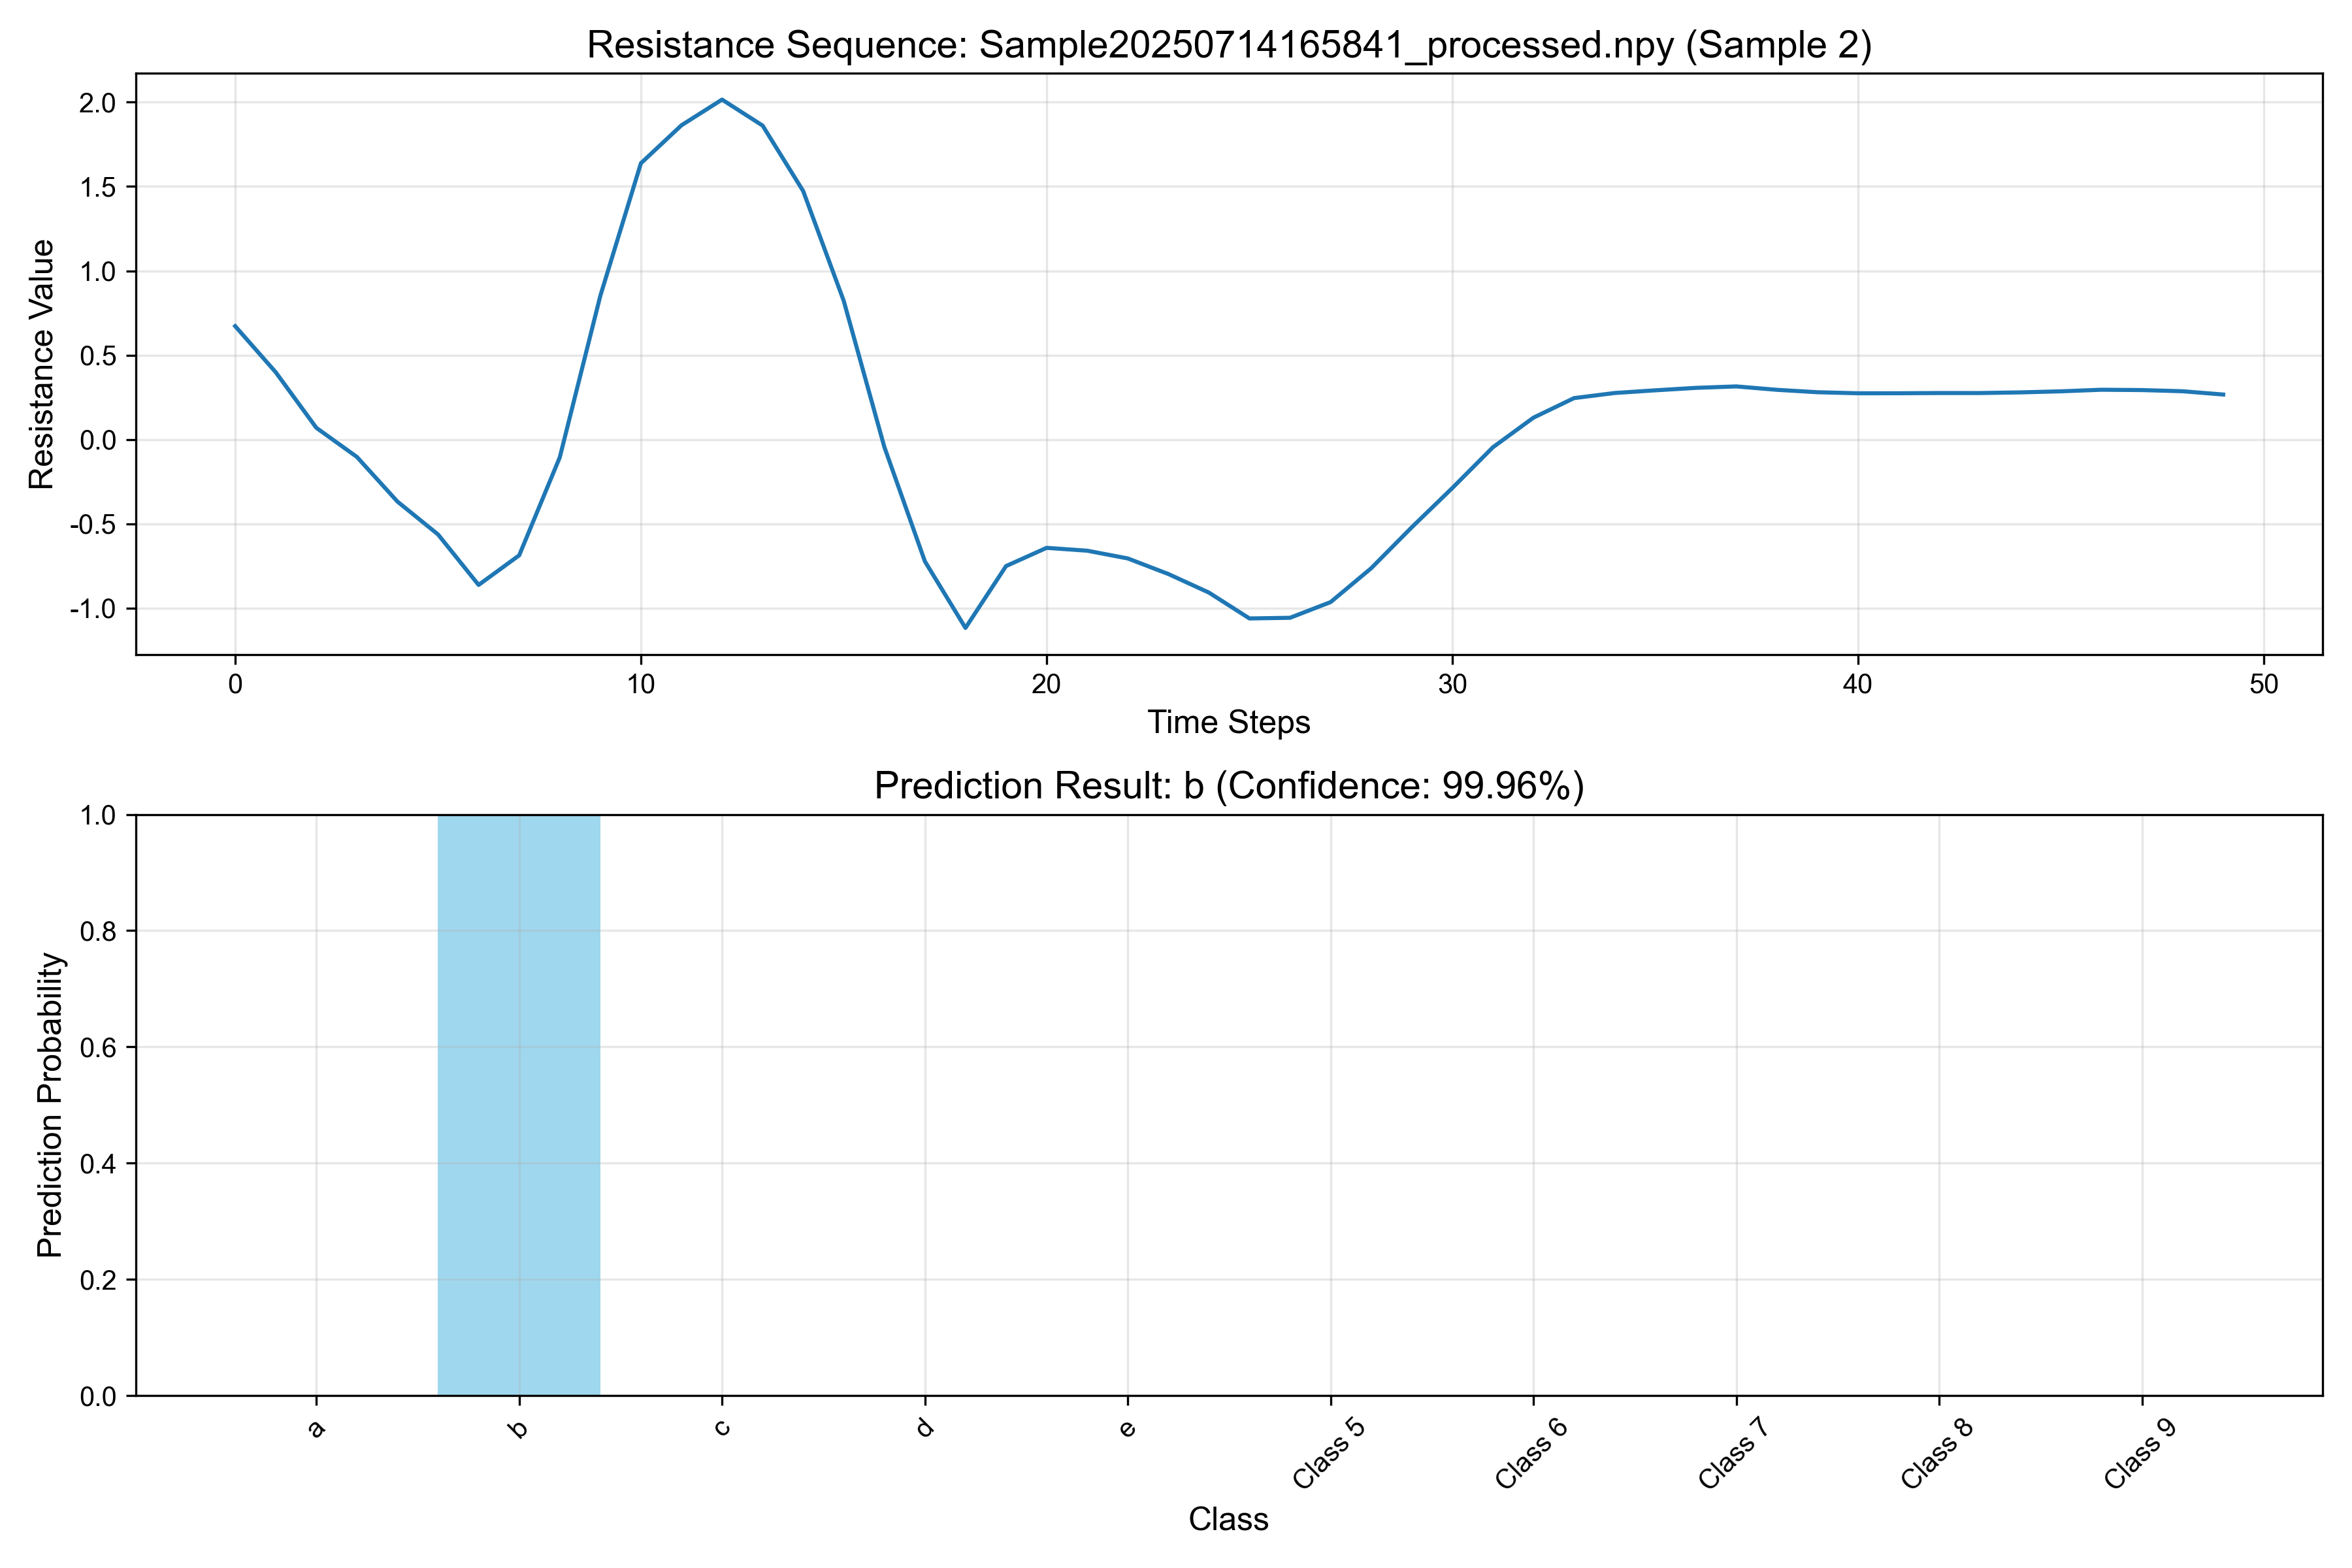 Resistance Sequence: Sample20250714165841_processed.npy (Sample 2)
2.0
1.5
1.0
0.5
0.0
-0.5
-1.0
Resistance Value
0 10 20 30 40 50
Time Steps
Prediction Result: b (Confidence: 99.96%)
1.0
0.8
0.6
0.4
0.2
0.0
Prediction Probability
a b c d e Class 5 Class 6 Class 7 Class 8 Class 9
Class